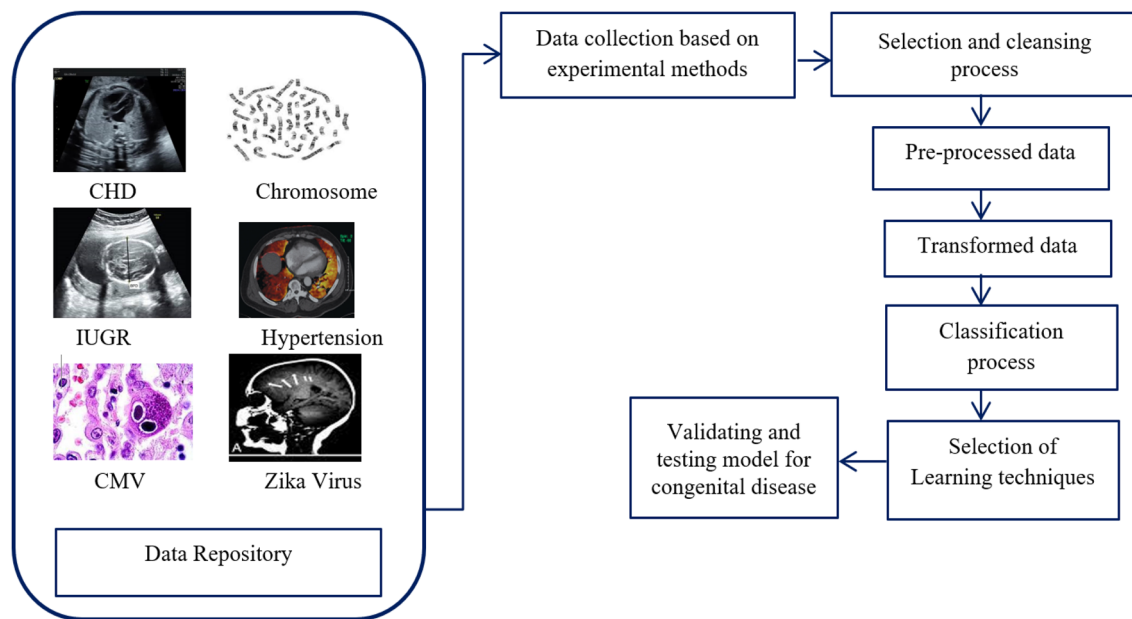 CHD
Chromosome
IUGR
Hypertension
A
CMV
Zika Virus
Data Repository
Data collection based on
experimental methods
Selection and cleansing
process
Pre-processed data
Transformed data
Classification
process
Selection of
Learning techniques
Validating and
testing model for
congenital disease